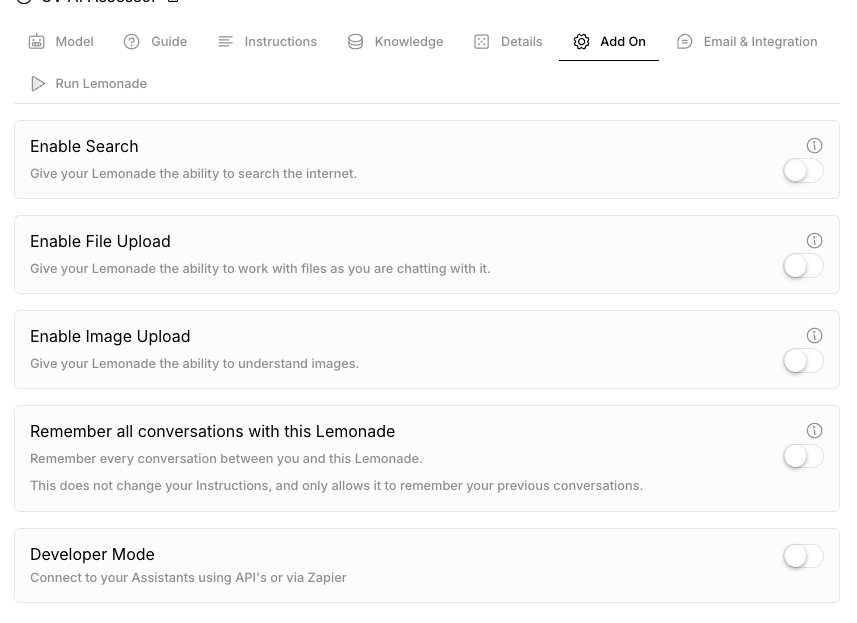 Model
Guide
Instructions
Knowledge
Details
Add On
Email & Integration
Run Lemonade
Enable Search
Give your Lemonade the ability to search the internet.
Enable File Upload
Give your Lemonade the ability to work with files as you are chatting with it.
Enable Image Upload
Give your Lemonade the ability to understand images.
Remember all conversations with this Lemonade
Remember every conversation between you and this Lemonade.
This does not change your Instructions, and only allows it to remember your previous conversations.
Developer Mode
Connect to your Assistants using API's or via Zapier